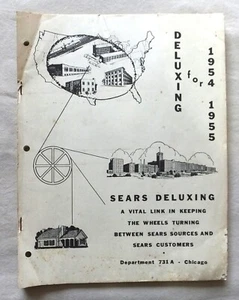 DELUXING
for
1954
1955
SEARS DELUXING
A VITAL LINK IN KEEPING
THE WHEELS TURNING
BETWEEN SEARS SOURCES AND
SEARS CUSTOMERS
Department 731A - Chicago